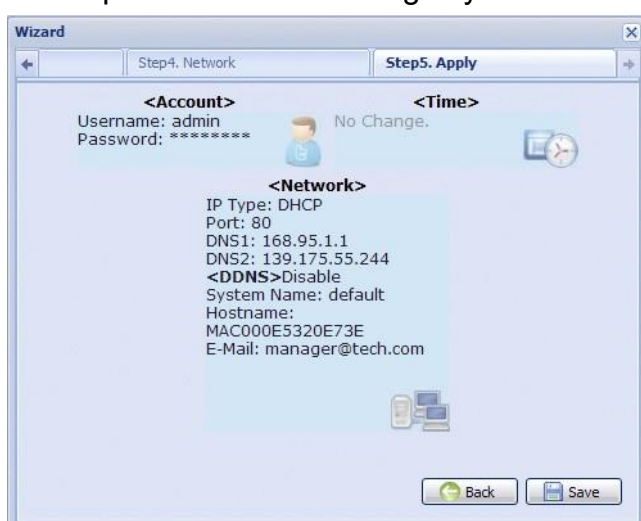 Wizard
Step4. Network
Step5. Apply
<Account>
Username: admin
Password: ********
<Time>
No Change.
<Network>
IP Type: DHCP
Port: 80
DNS1: 168.95.1.1
DNS2: 139.175.55.244
<DDNS>Disable
System Name: default
Hostname:
MAC000E5320E73E
E-Mail: manager@tech.com
Back
Save